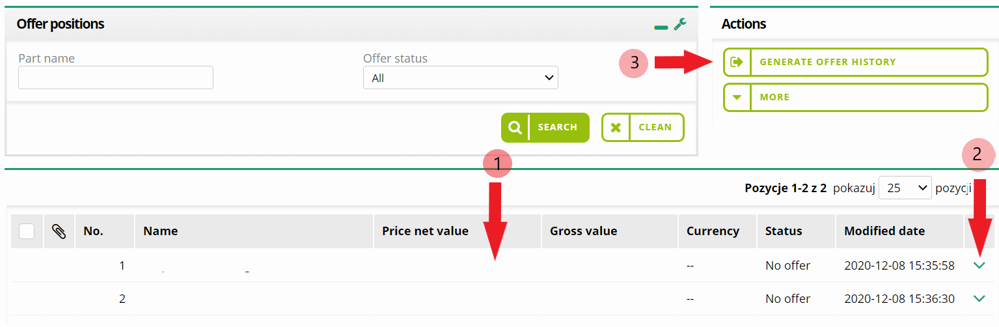 Offer positions
Actions
Part name
Offer status
All
3
GENERATE OFFER HISTORY
MORE
SEARCH
CLEAN
1
2
Pozycje 1-2 z 2 pokazuj 25 pozycji
No. Name Price net value Gross value Currency Status Modified date
1 -- No offer 2020-12-08 15:35:58
2 -- No offer 2020-12-08 15:36:30